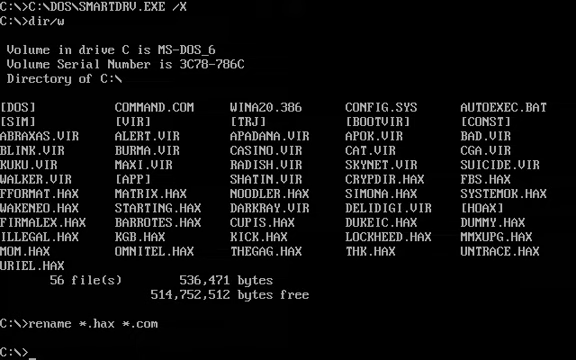 C:\>C:\DOS\SMARTDRV.EXE /X
C:\>dir/w
Volume in drive C is MS-DOS_6
Volume Serial Number is 3C78-786C
Directory of C:\
[DOS] COMMAND.COM WINA20.386 CONFIG.SYS AUTOEXEC.BAT
[SIM] [VIR] [TRJ] [BOOTVIR] [CONST]
ABRAXAS.VIR ALERT.VIR APADANA.VIR APOK.VIR BAD.VIR
BLINK.VIR BURMA.VIR CASINO.VIR CAT.VIR CGA.VIR
KUKU.VIR MAXI.VIR RADISH.VIR SKYNET.VIR SUICIDE.VIR
WALKER.VIR [APP] SHATIN.VIR CRYPDIR.HAX FBS.HAX
FFORMAT.HAX MATRIX.HAX NOODLER.HAX SIMONA.HAX SYSTEMOK.HAX
WAKENEO.HAX STARTING.HAX DARKRAY.VIR DELIDIGI.VIR [HOAX]
FIRMALEX.HAX BARROTES.HAX CUPIS.HAX DUKEIC.HAX DUMMY.HAX
ILLEGAL.HAX KGB.HAX KICK.HAX LOCKHEED.HAX MMXUPG.HAX
MOM.HAX OMNITEL.HAX THEGAG.HAX THK.HAX UNTRACE.HAX
URIEL.HAX
56 file(s) 536,471 bytes
514,752,512 bytes free
C:\>rename *.hax *.com
C:\>_